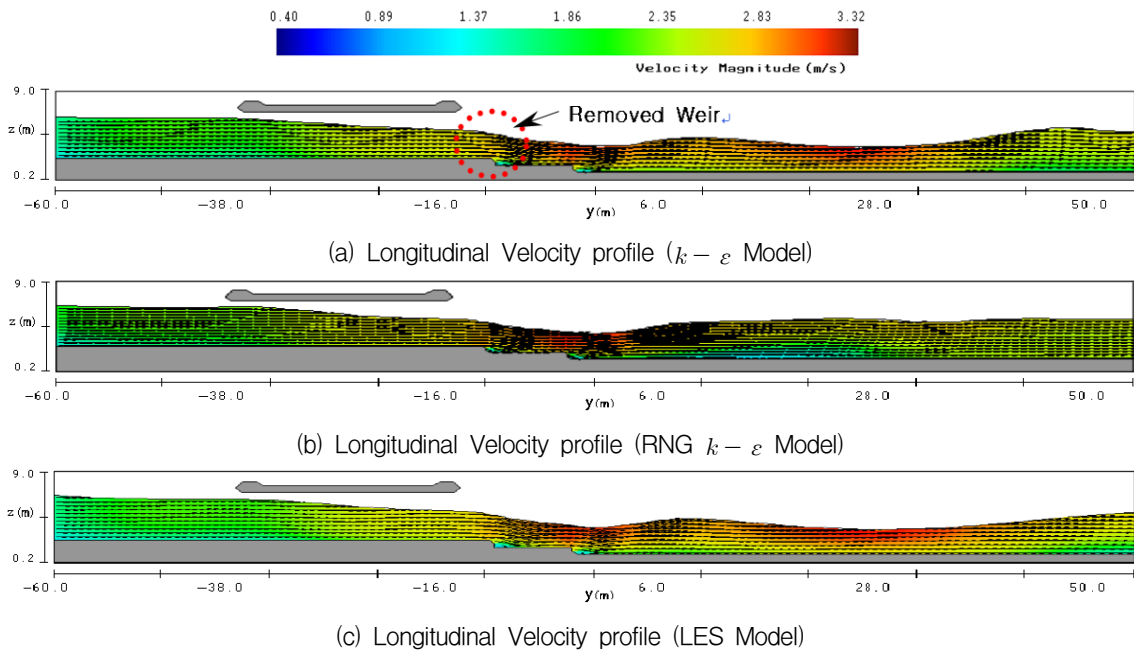 0.40 0.89 1.37 1.86 2.35 2.83 3.32
Velocity Magnitude(m/s)
9.0
z(m)
0.2
Removed Weir↵
-60.0 -38.0 -16.0 6.0 28.0 50.0
y(m)
(a) Longitudinal Velocity profile (k - ε Model)
9.0
z(m)
0.2
-60.0 -38.0 -16.0 6.0 28.0 50.0
y(m)
(b) Longitudinal Velocity profile (RNG k - ε Model)
9.0
z(m)
0.2
-60.0 -38.0 -16.0 6.0 28.0 50.0
y(m)
(c) Longitudinal Velocity profile (LES Model)